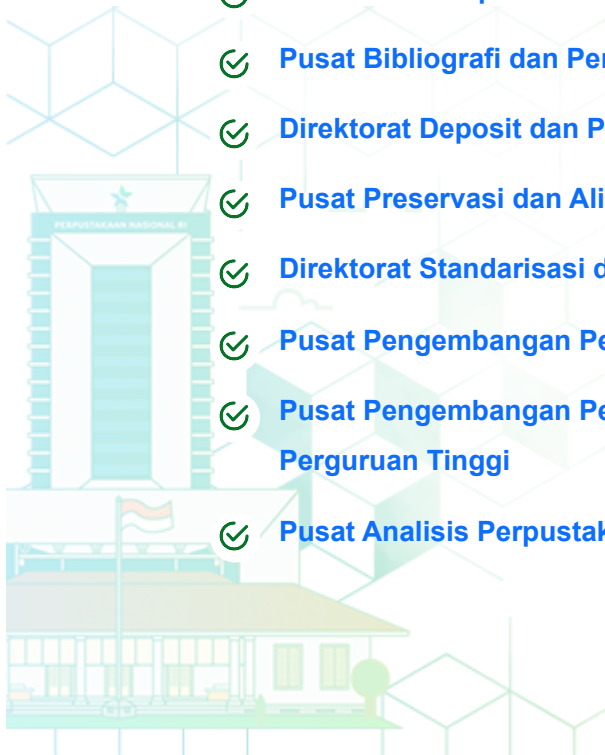 Pusat Bibliografi dan Per
Direktorat Deposit dan P
Pusat Preservasi dan Ali
Direktorat Standarisasi d
Pusat Pengembangan Pe
Pusat Pengembangan Pe
Perguruan Tinggi
Pusat Analisis Perpustak
PERPUSTAKAAN NASIONAL RI